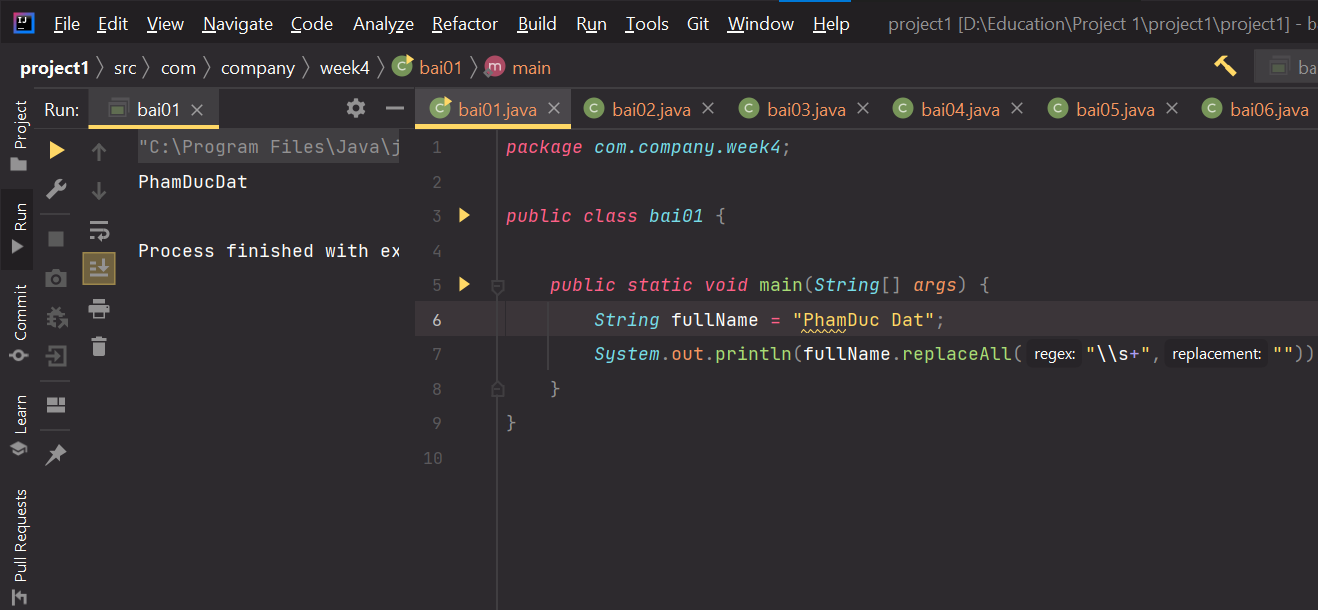 File Edit View Navigate Code Analyze Refactor Build Run Tools Git Window Help project1 [D:\Education\Project 1\project1\project1] - b
project1 src com company week4 bai01 main ba
Run: bai01
bai01.java bai02.java bai03.java bai04.java bai05.java bai06.java
Project
Run
Commit
Learn
Pull Requests
"C:\Program Files\Java\j
PhamDucDat
Process finished with ex
1 package com.company.week4;
2
3 public class bai01 {
4
5 public static void main(String[] args) {
6 String fullName = "PhamDuc Dat";
7 System.out.println(fullName.replaceAll( regex: "\\s+", replacement: ""))
8 }
9 }
10